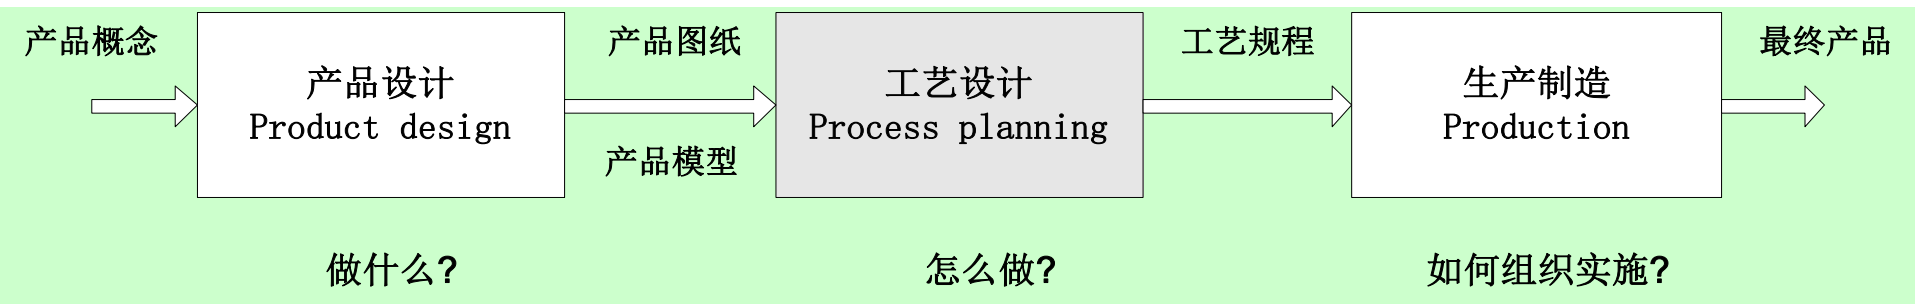 产品概念
产品设计
Product design
产品图纸
产品模型
工艺设计
Process planning
工艺规程
生产制造
Production
最终产品
做什么?
怎么做?
如何组织实施?